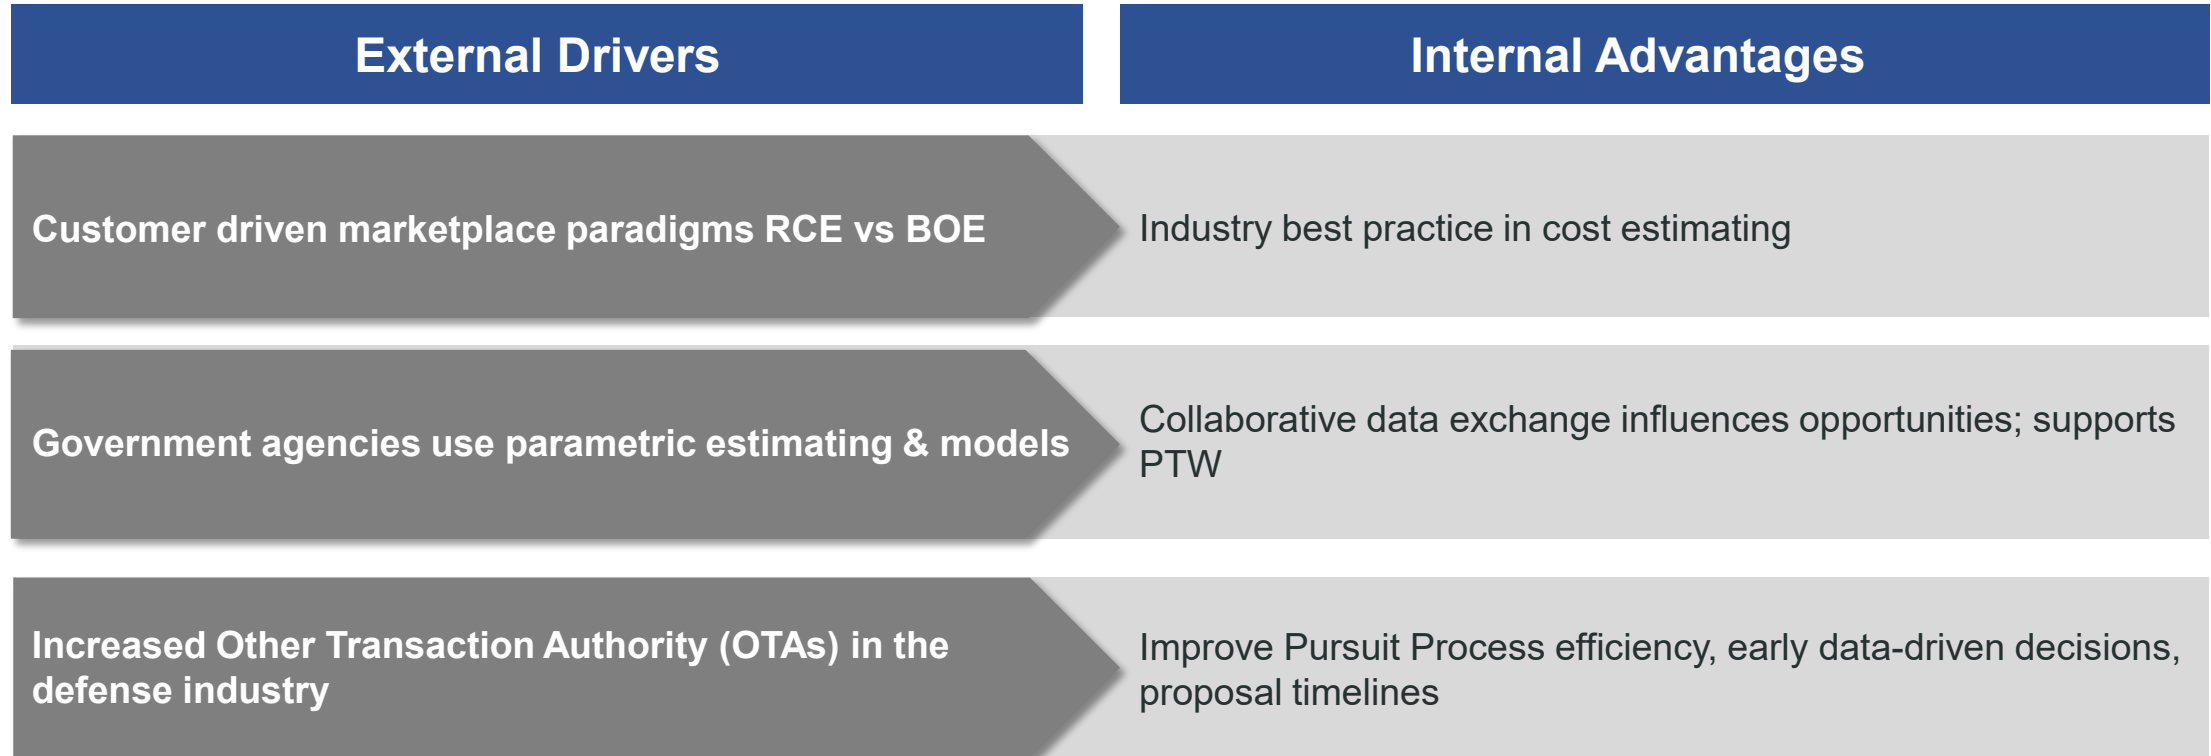 External Drivers
Internal Advantages
Customer driven marketplace paradigms RCE vs BOE
Industry best practice in cost estimating
Government agencies use parametric estimating & models
Collaborative data exchange influences opportunities; supports
PTW
Increased Other Transaction Authority (OTAs) in the
defense industry
Improve Pursuit Process efficiency, early data-driven decisions,
proposal timelines